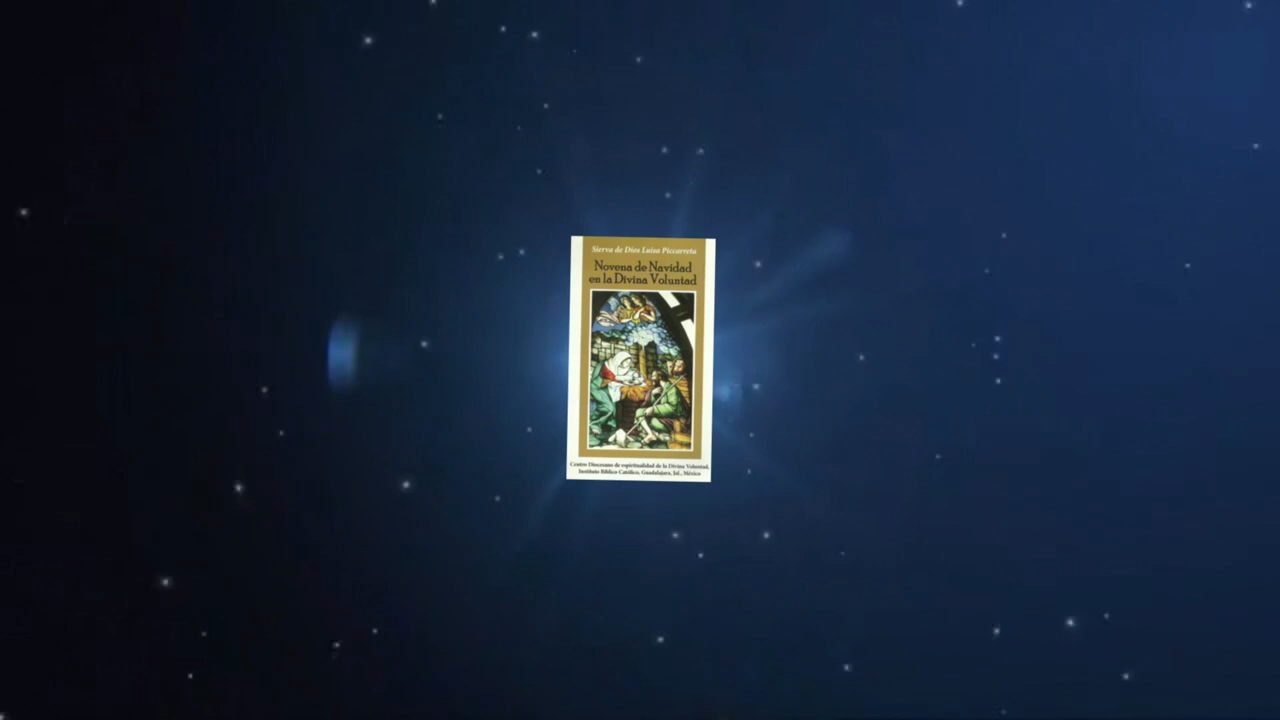 Sierva de Dios Luisa Piccarreta
Novena de Navidad
en la Divina Voluntad
Centro Diocesano de espiritualidad de la Divina Voluntad,
Instituto Bíblico Católico, Guadalajara, Jal., México